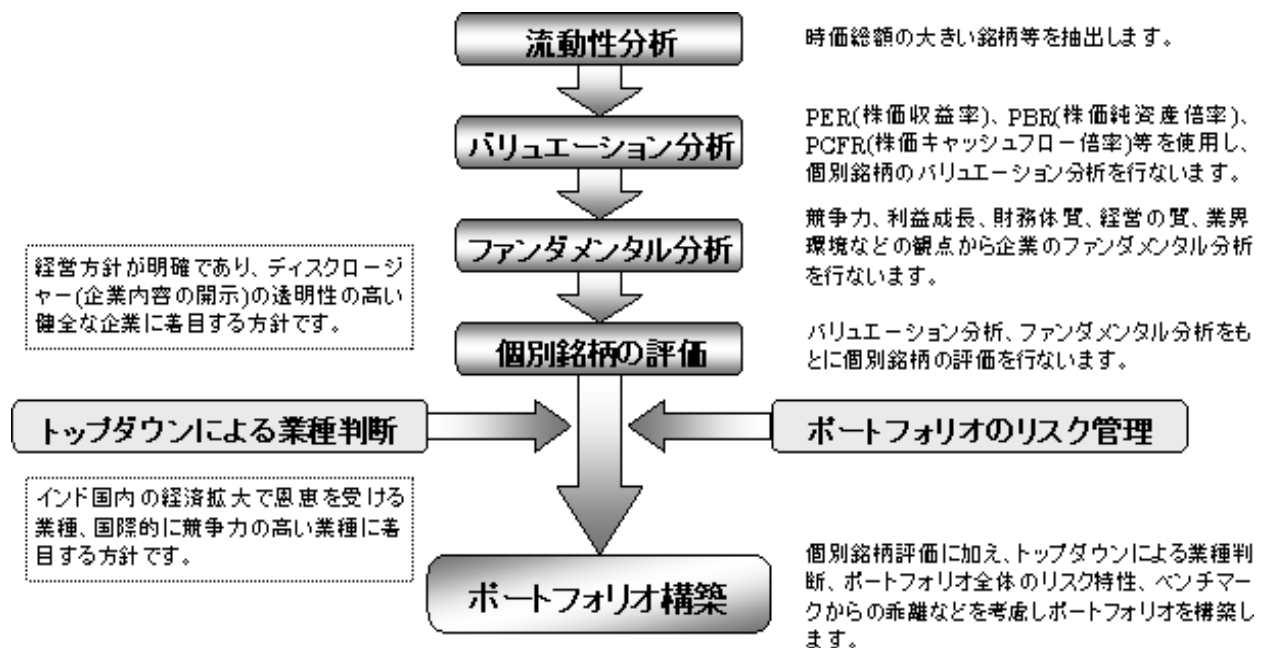 流動性分析
時価総額の大きい銘柄等を抽出します。
バリュエーション分析
PER(株価収益率)、PBR(株価純資産倍率)、
PCFR(株価キャッシュフロー倍率)等を使用し、
個別銘柄のバリュエーション分析を行ないます。
ファンダメンタル分析
競争力、利益成長、財務体質、経営の質、業界
環境などの観点から企業のファンダメンタル分析
を行ないます。
経営方針が明確であり、ディスクロージ
ャー(企業内容の開示)の透明性の高い
健全な企業に着目する方針です。
個別銘柄の評価
バリュエーション分析、ファンダメンタル分析をも
とに個別銘柄の評価を行ないます。
トップダウンによる業種判断
ポートフォリオのリスク管理
インド国内の経済拡大で恩恵を受ける
業種、国際的に競争力の高い業種に着
目する方針です。
ポートフォリオ構築
個別銘柄評価に加え、トップダウンによる業種判
断、ポートフォリオ全体のリスク特性、ベンチマー
クからの乖離などを考慮しポートフォリオを構築し
ます。